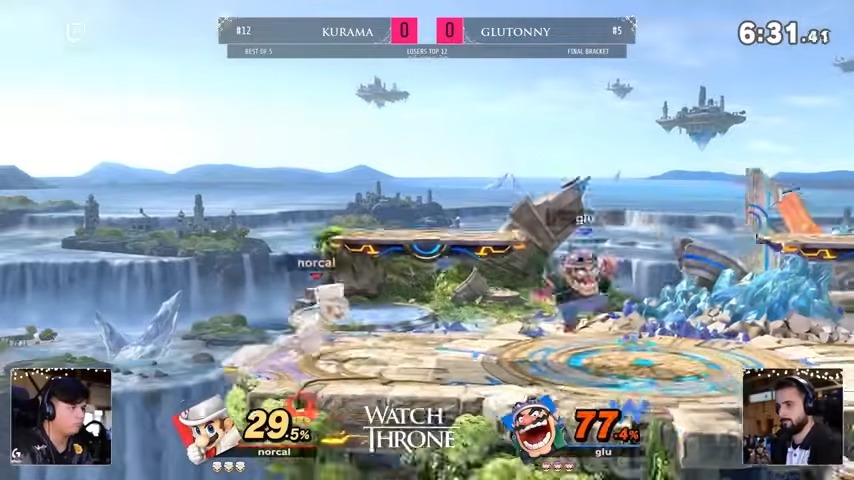 #12 KURAMA 0 0 GLUTONNY #5
BEST OF 5 LOSERS TOP 12 FINAL BRACKET
6:31.41
glu
norcal
29.5%
norcal
WATCH
THRONE
77.4%
glu